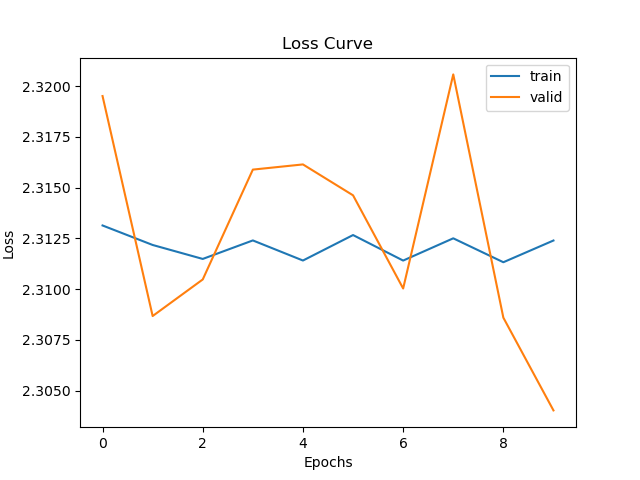 Loss Curve
train
valid
2.3200
2.3175
2.3150
2.3125
2.3100
2.3075
2.3050
Loss
0 2 4 6 8
Epochs